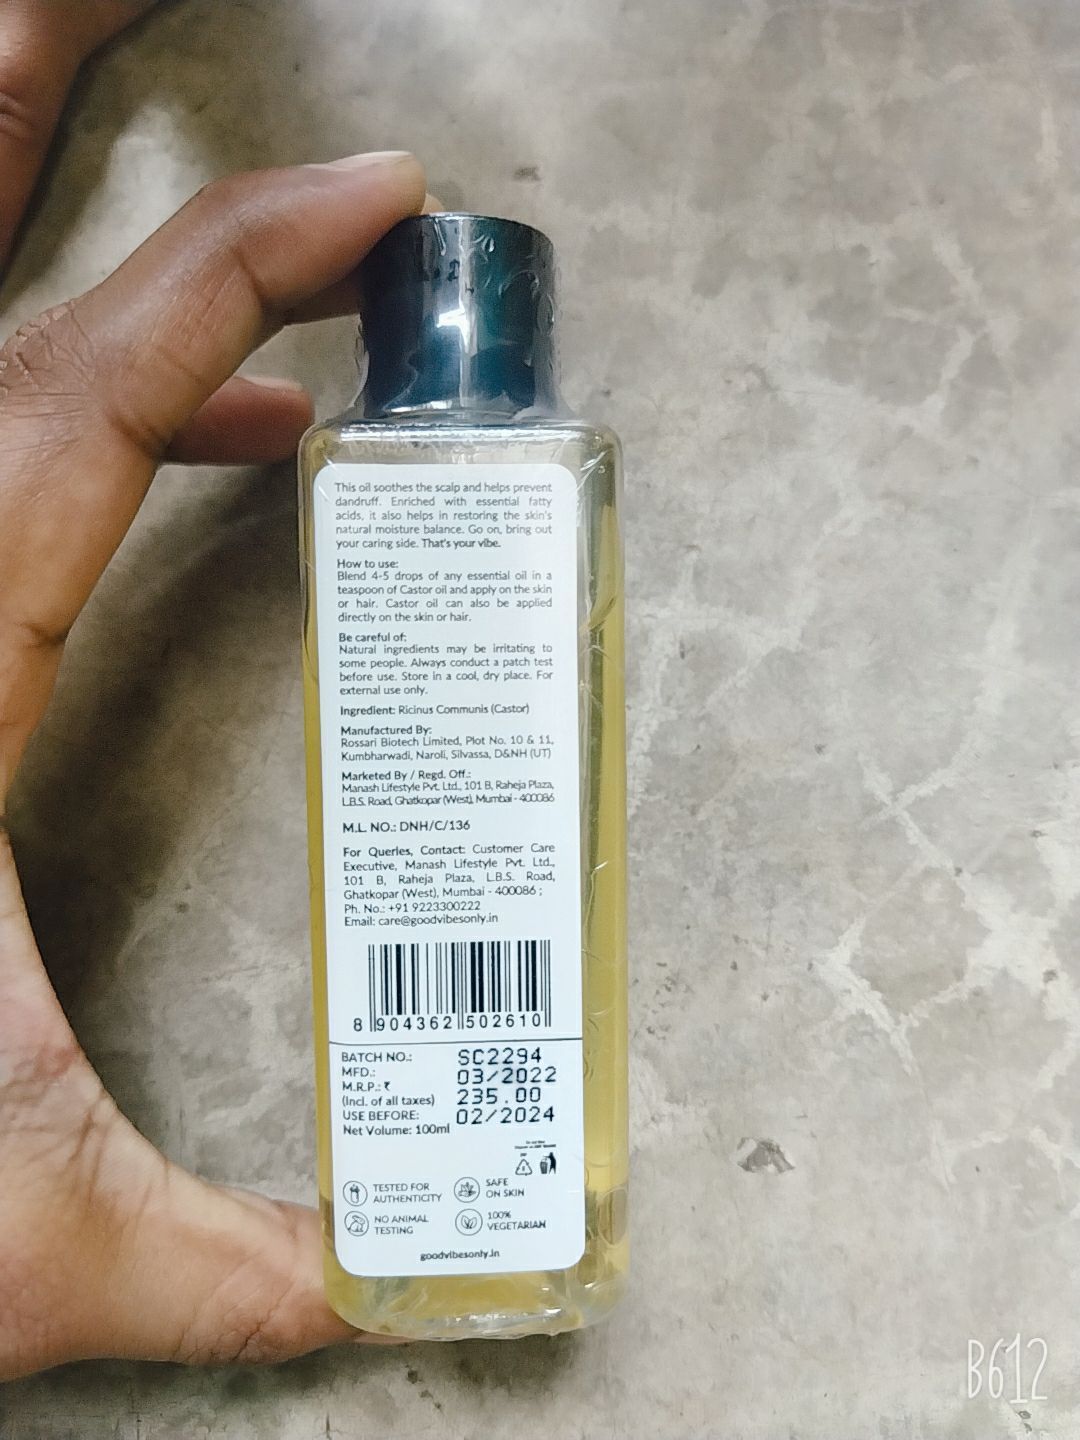 This oil soothes the scalp and helps prevent
dandruff. Enriched with essential fatty
acids, it also helps in restoring the skin's
natural moisture balance. Go on, bring out
your caring side. That's your vibe.
How to use:
Blend 4-5 drops of any essential oil in a
teaspoon of Castor oil and apply on the skin
or hair. Castor oil can also be applied
directly on the skin or hair.
Be careful of:
Natural ingredients may be irritating to
some people. Always conduct a patch test
before use. Store in a cool, dry place. For
external use only.
Ingredient: Ricinus Communis (Castor)
Manufactured By:
Rossari Biotech Limited, Plot No. 10 & 11,
Kumbharwadi, Naroli, Silvassa, D&NH (UT)
Marketed By / Regd. Off.:
Manash Lifestyle Pvt. Ltd., 101 B, Raheja Plaza,
L.B.S. Road, Ghatkopar (West), Mumbai - 400086
M.L. NO.: DNH/C/136
For Queries, Contact: Customer Care
Executive, Manash Lifestyle Pvt. Ltd.,
101 B, Raheja Plaza, L.B.S. Road,
Ghatkopar (West), Mumbai - 400086 ;
Ph. No.: +91 9223300222
Email: care@goodvibesonly.in
8 904362 502610
BATCH NO.: SC2294
MFD.: 03/2022
M.R.P.: ₹ 235.00
(Incl. of all taxes)
USE BEFORE: 02/2024
Net Volume: 100ml
TESTED FOR
AUTHENTICITY
SAFE
ON SKIN
NO ANIMAL
TESTING
100%
VEGETARIAN
goodvibesonly.in
B612